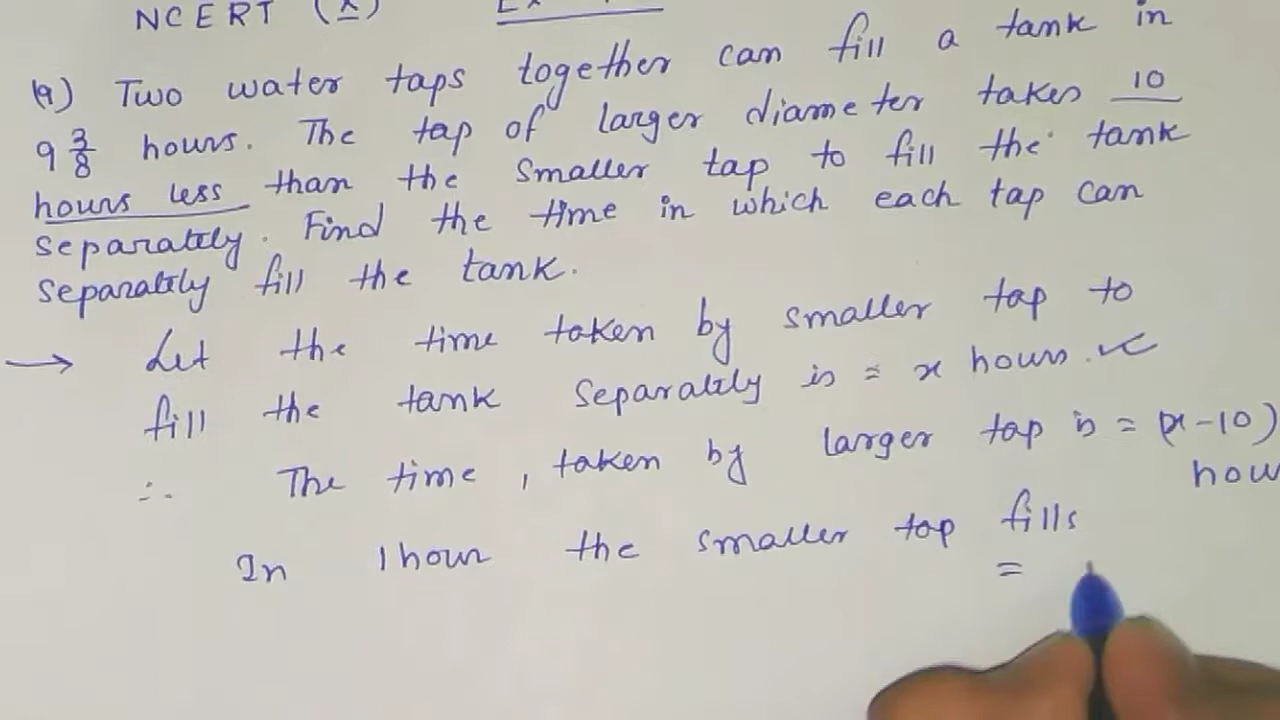 NCERT (X)
(9) Two water taps together can fill a tank in
9 3/8 hours. The tap of larger diameter takes 10
hours less than the smaller tap to fill the tank
separately. Find the time in which each tap can
separately fill the tank.
→ Let the time taken by smaller tap to
fill the tank separately is = x hours.
∴ The time, taken by larger tap is = (x-10)
hou
In 1 hour the smaller tap fills
=